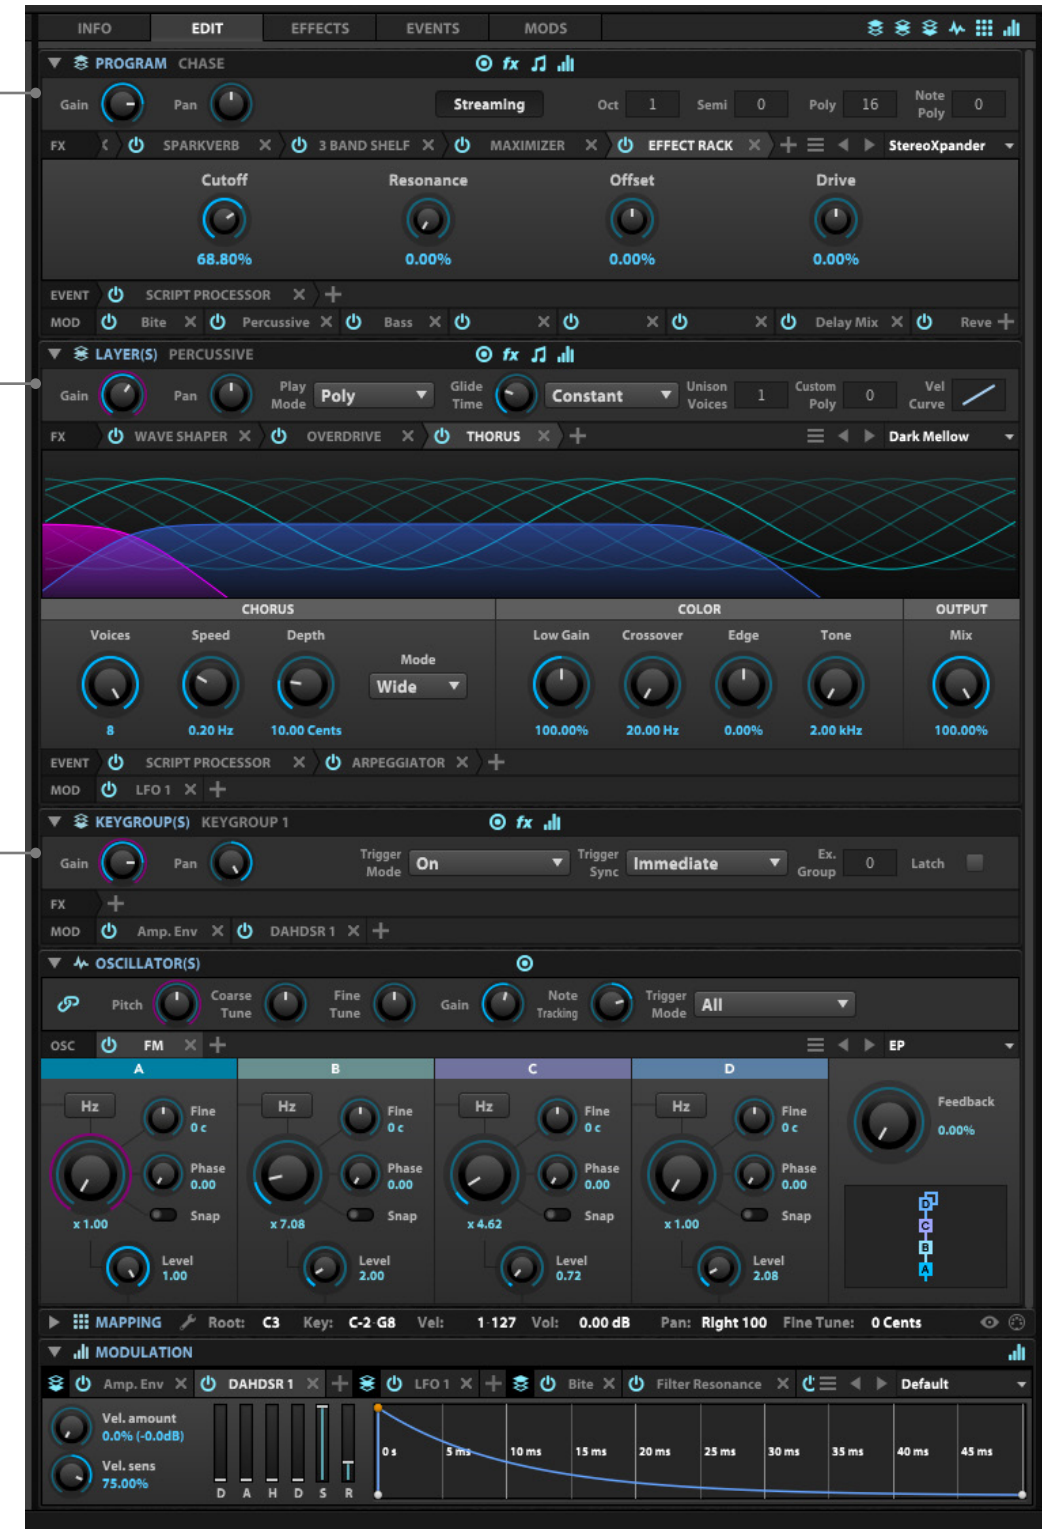 INFO EDIT EFFECTS EVENTS MODS
PROGRAM CHASE fx
Gain Pan Streaming Oct 1 Semi 0 Poly 16 Note Poly 0
FX SPARKVERB 3 BAND SHELF MAXIMIZER EFFECT RACK StereoXpander
Cutoff Resonance Offset Drive
68.80% 0.00% 0.00% 0.00%
EVENT SCRIPT PROCESSOR
MOD Bite Percussive Bass Delay Mix Reve
LAYER(S) PERCUSSIVE fx
Gain Pan Play Mode Poly Glide Time Constant Unison Voices 1 Custom Poly 0 Vel Curve
FX WAVE SHAPER OVERDRIVE THORUS Dark Mellow
CHORUS COLOR OUTPUT
Voices Speed Depth Mode Low Gain Crossover Edge Tone Mix
Wide
8 0.20 Hz 10.00 Cents 100.00% 20.00 Hz 0.00% 2.00 kHz 100.00%
EVENT SCRIPT PROCESSOR ARPEGGIATOR
MOD LFO 1
KEYGROUP(S) KEYGROUP 1 fx
Gain Pan Trigger Mode On Trigger Sync Immediate Ex. Group 0 Latch
FX
MOD Amp. Env DAHDSR 1
OSCILLATOR(S)
Pitch Coarse Tune Fine Tune Gain Note Tracking Trigger Mode All
OSC FM EP
A B C D
Hz Fine 0 c Hz Fine 0 c Hz Fine 0 c Hz Fine 0 c Feedback 0.00%
Phase 0.00 Phase 0.00 Phase 0.00 Phase 0.00
x 1.00 Snap x 7.08 Snap x 4.62 Snap x 1.00 Snap
Level 1.00 Level 2.00 Level 0.72 Level 2.08
D
C
B
A
MAPPING Root: C3 Key: C-2 G8 Vel: 1-127 Vol: 0.00 dB Pan: Right 100 Fine Tune: 0 Cents
MODULATION
Amp. Env DAHDSR 1 LFO 1 Bite Filter Resonance Default
Vel. amount
0.0% (-0.0dB)
0 s 5 ms 10 ms 15 ms 20 ms 25 ms 30 ms 35 ms 40 ms 45 ms
Vel. sens
75.00%
D A H D S R